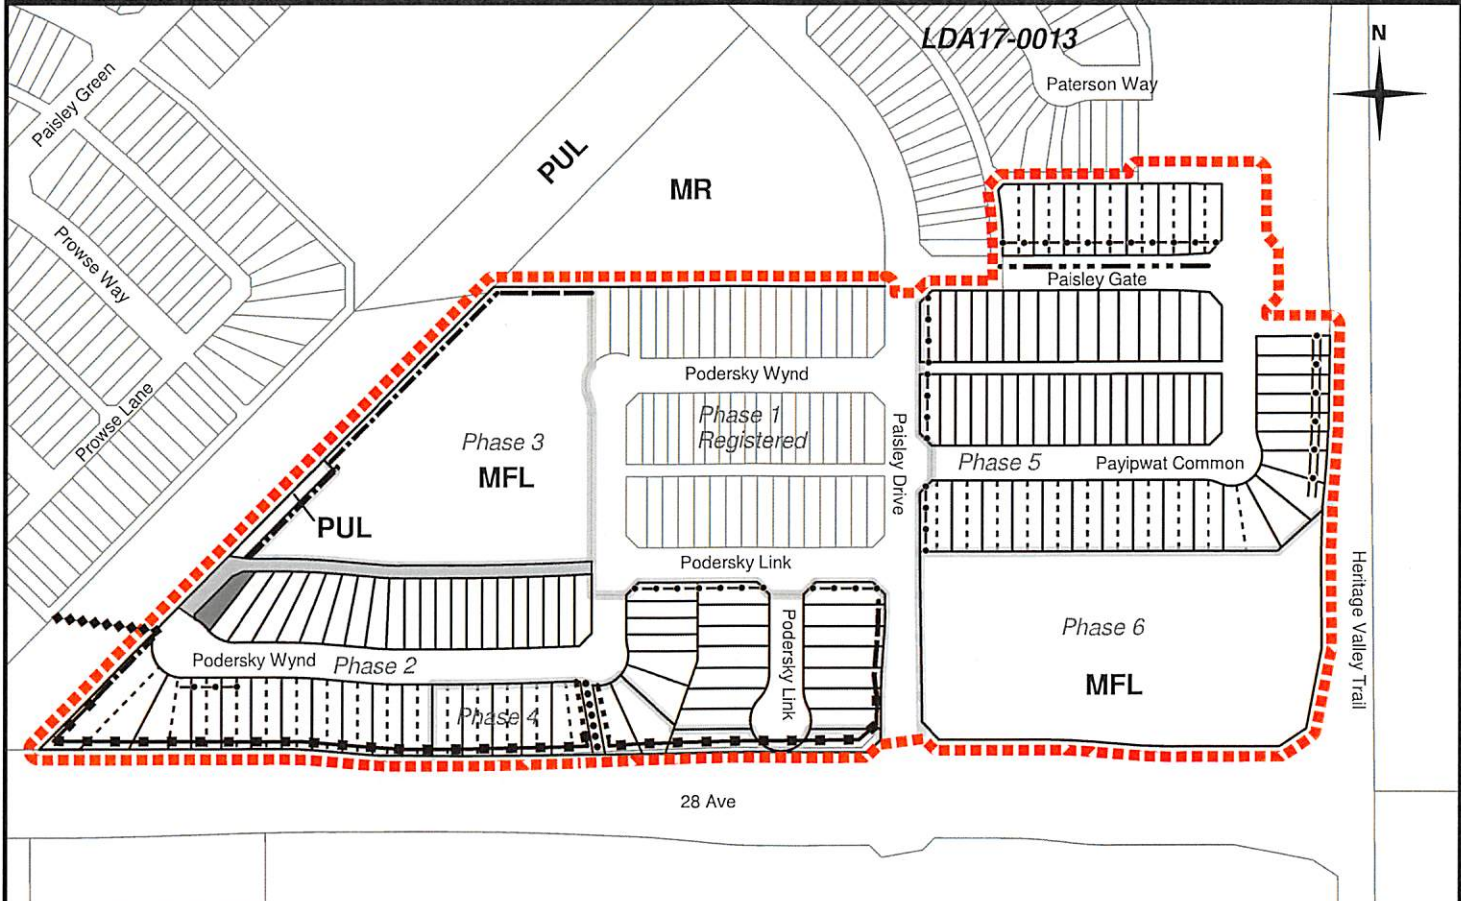 LDA17-0013
N
Paterson Way
Paisley Green
PUL
MR
Prowse Way
Paisley Gate
Podersky Wynd
Phase 1
Registered
Prowse Lane
Phase 3
MFL
Paisley Drive
Phase 5
Payipwat Common
PUL
Podersky Link
Heritage Valley Trail
Podersky Link
Phase 6
MFL
Podersky Wynd
Phase 2
Phase 4
28 Ave